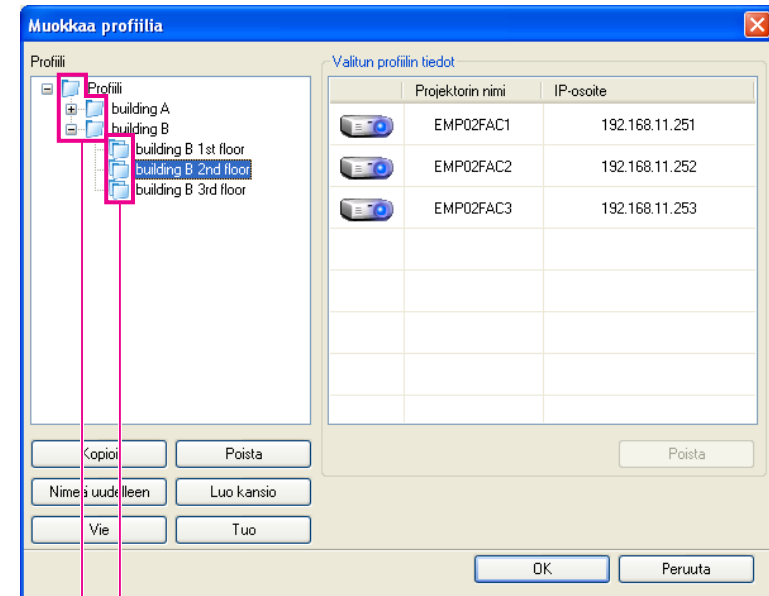 Muokkaa profiilia
Profiili
Profiili
building A
building B
building B 1st floor
building B 2nd floor
building B 3rd floor
Valitun profiilin tiedot
Projektorin nimi IP-osoite
EMP02FAC1 192.168.11.251
EMP02FAC2 192.168.11.252
EMP02FAC3 192.168.11.253
Kopioi Poista
Poista
Nimeä uudelleen Luo kansio
Vie Tuo
OK Peruuta